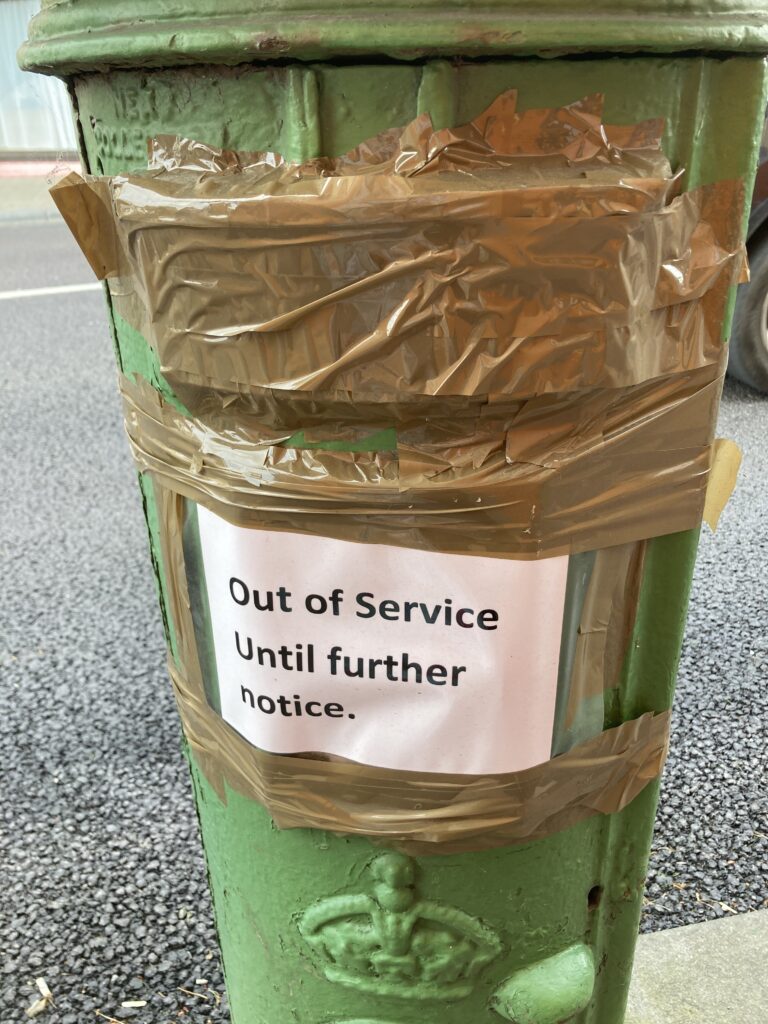 Out of Service
Until further
notice.